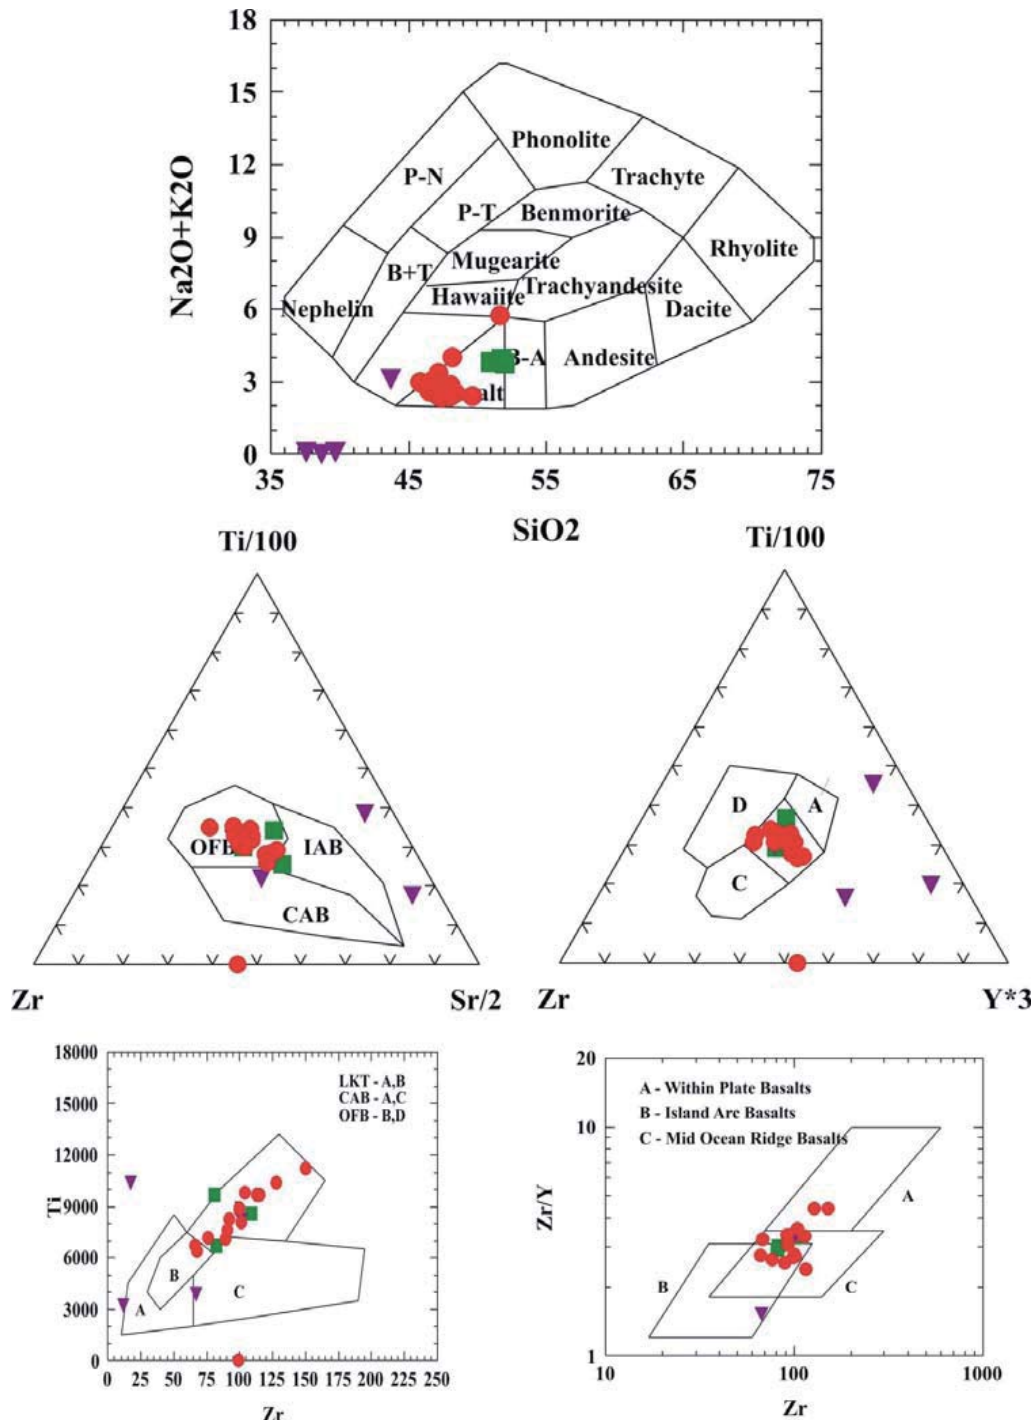 18
15
12
9
6
3
0
Na2O+K2O
Phonolite
P-N
Trachyte
P-T
Benmorite
Rhyolite
B+T
Mugearite
Nephelin
Hawaiite
Trachyandesite
Dacite
B-A
Andesite
alt
35 45 55 65 75
SiO2
Ti/100
OFB
IAB
CAB
Zr
Sr/2
Ti/100
D
A
C
Zr
Y*3
18000
15000
12000
9000
6000
3000
0
Ti
LKT - A,B
CAB - A,C
OFB - B,D
B
C
A
0 25 50 75 100 125 150 175 200 225 250
Zr
20
10
1
Zr/Y
A - Within Plate Basalts
B - Island Arc Basalts
C - Mid Ocean Ridge Basalts
A
B
C
10 100 1000
Zr